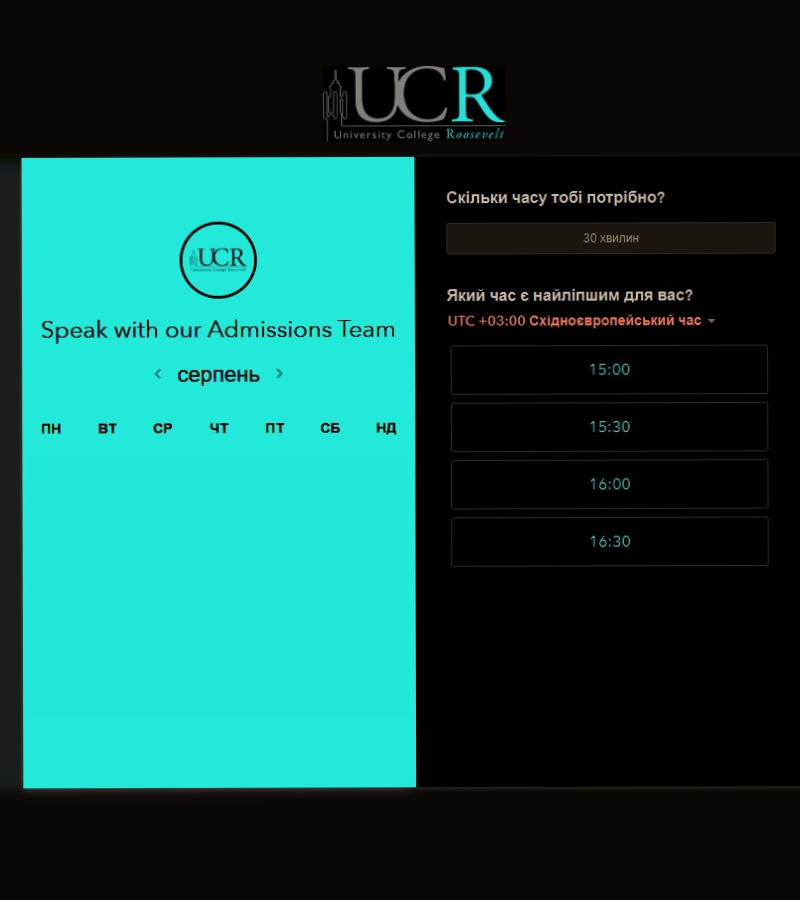 UCR
University College Roosevelt
UCR
University College Roosevelt
Speak with our Admissions Team
серпень
ПН ВТ СР ЧТ ПТ СБ НД
Скільки часу тобі потрібно?
30 хвилин
Який час є найліпшим для вас?
UTC +03:00 Східноєвропейський час
15:00
15:30
16:00
16:30